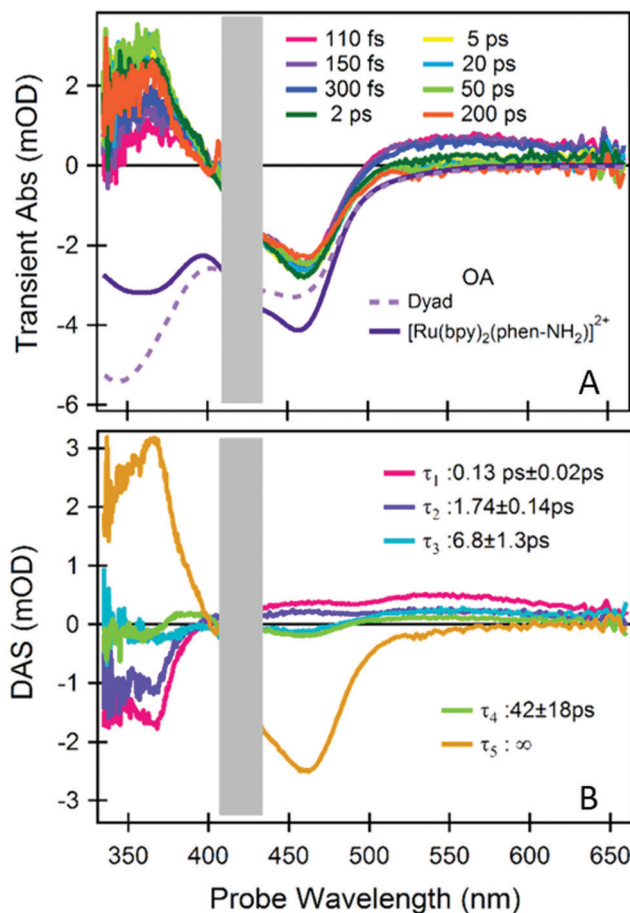 Transient Abs (mOD)
2
0
-2
-4
-6
110 fs
150 fs
300 fs
2 ps
5 ps
20 ps
50 ps
200 ps
OA
Dyad
[Ru(bpy)₂(phen-NH₂)]²⁺
A
DAS (mOD)
3
2
1
0
-1
-2
-3
τ₁ :0.13 ps±0.02ps
τ₂ :1.74±0.14ps
τ₃ :6.8±1.3ps
τ₄ :42±18ps
τ₅ : ∞
B
350 400 450 500 550 600 650
Probe Wavelength (nm)